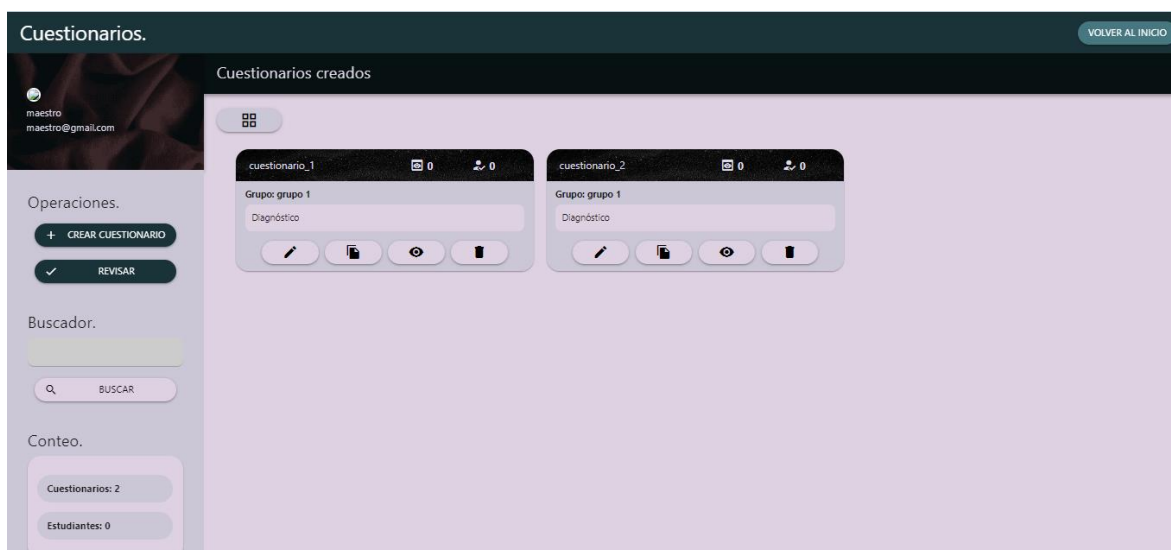 Cuestionarios.
VOLVER AL INICIO
maestro
maestro@gmail.com
Cuestionarios creados
Operaciones.
CREAR CUESTIONARIO
REVISAR
Buscador.
BUSCAR
Conteo.
Cuestionarios: 2
Estudiantes: 0
cuestionario_1 0 0
Grupo: grupo 1
Diagnóstico
cuestionario_2 0 0
Grupo: grupo 1
Diagnóstico